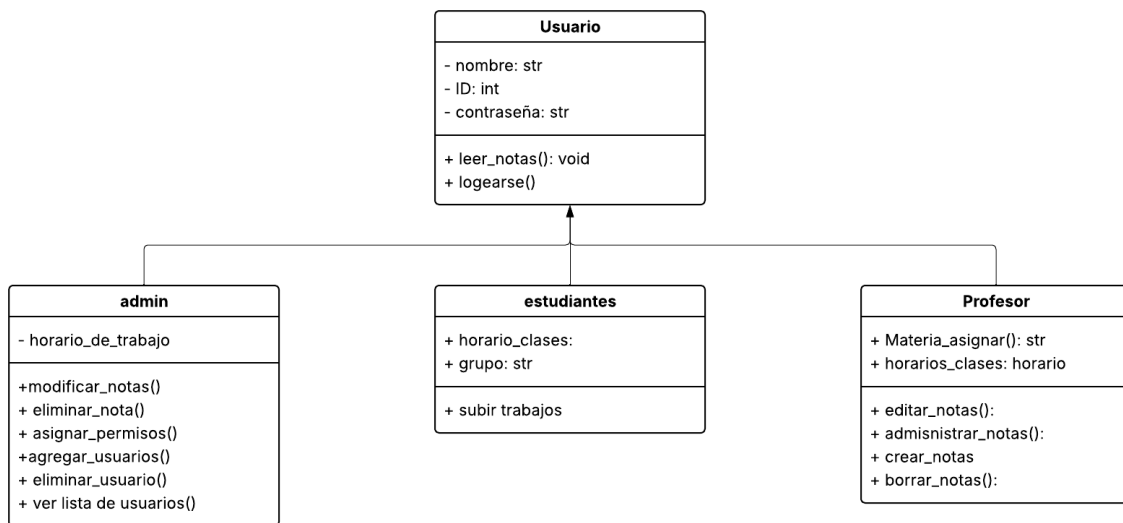 Usuario
- nombre: str
- ID: int
- contraseña: str
+ leer_notas(): void
+ logearse()
admin
- horario_de_trabajo
+modificar_notas()
+ eliminar_nota()
+ asignar_permisos()
+agregar_usuarios()
+ eliminar_usuario()
+ ver lista de usuarios()
estudiantes
+ horario_clases:
+ grupo: str
+ subir trabajos
Profesor
+ Materia_asignar(): str
+ horarios_clases: horario
+ editar_notas():
+ admisnistrar_notas():
+ crear_notas
+ borrar_notas():